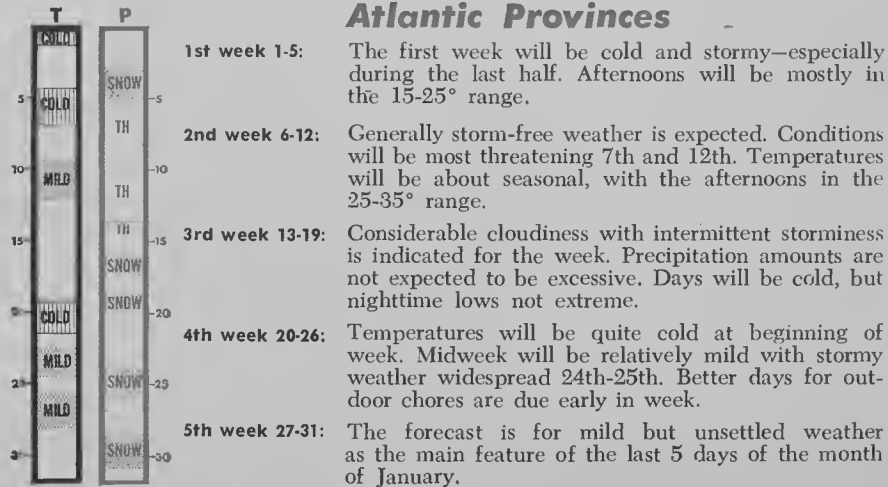 Atlantic Provinces
T
P
COLD
COLD
MILD
COLD
MILD
MILD
5
10
15
25
SNOW
TH
TH
TH
SNOW
SNOW
SNOW
SNOW
5
10
15
20
25
30
1st week 1-5: The first week will be cold and stormy—especially
during the last half. Afternoons will be mostly in
the 15-25° range.
2nd week 6-12: Generally storm-free weather is expected. Conditions
will be most threatening 7th and 12th. Temperatures
will be about seasonal, with the afternoons in the
25-35° range.
3rd week 13-19: Considerable cloudiness with intermittent storminess
is indicated for the week. Precipitation amounts are
not expected to be excessive. Days will be cold, but
nighttime lows not extreme.
4th week 20-26: Temperatures will be quite cold at beginning of
week. Midweek will be relatively mild with stormy
weather widespread 24th-25th. Better days for out-
door chores are due early in week.
5th week 27-31: The forecast is for mild but unsettled weather
as the main feature of the last 5 days of the month
of January.